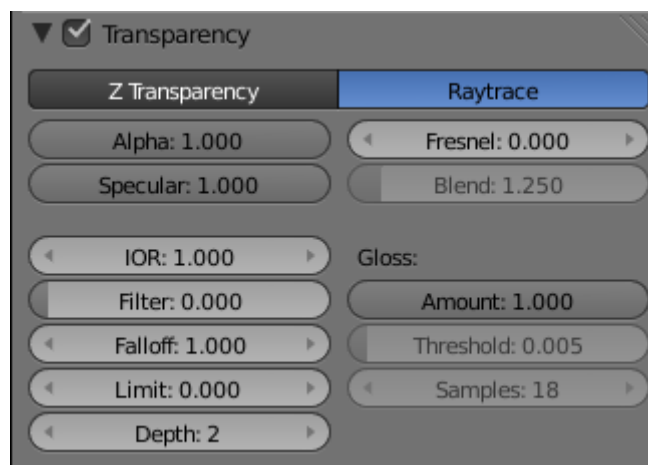 Transparency
Z Transparency Raytrace
Alpha: 1.000 Fresnel: 0.000
Specular: 1.000 Blend: 1.250
IOR: 1.000 Gloss:
Filter: 0.000 Amount: 1.000
Falloff: 1.000 Threshold: 0.005
Limit: 0.000 Samples: 18
Depth: 2